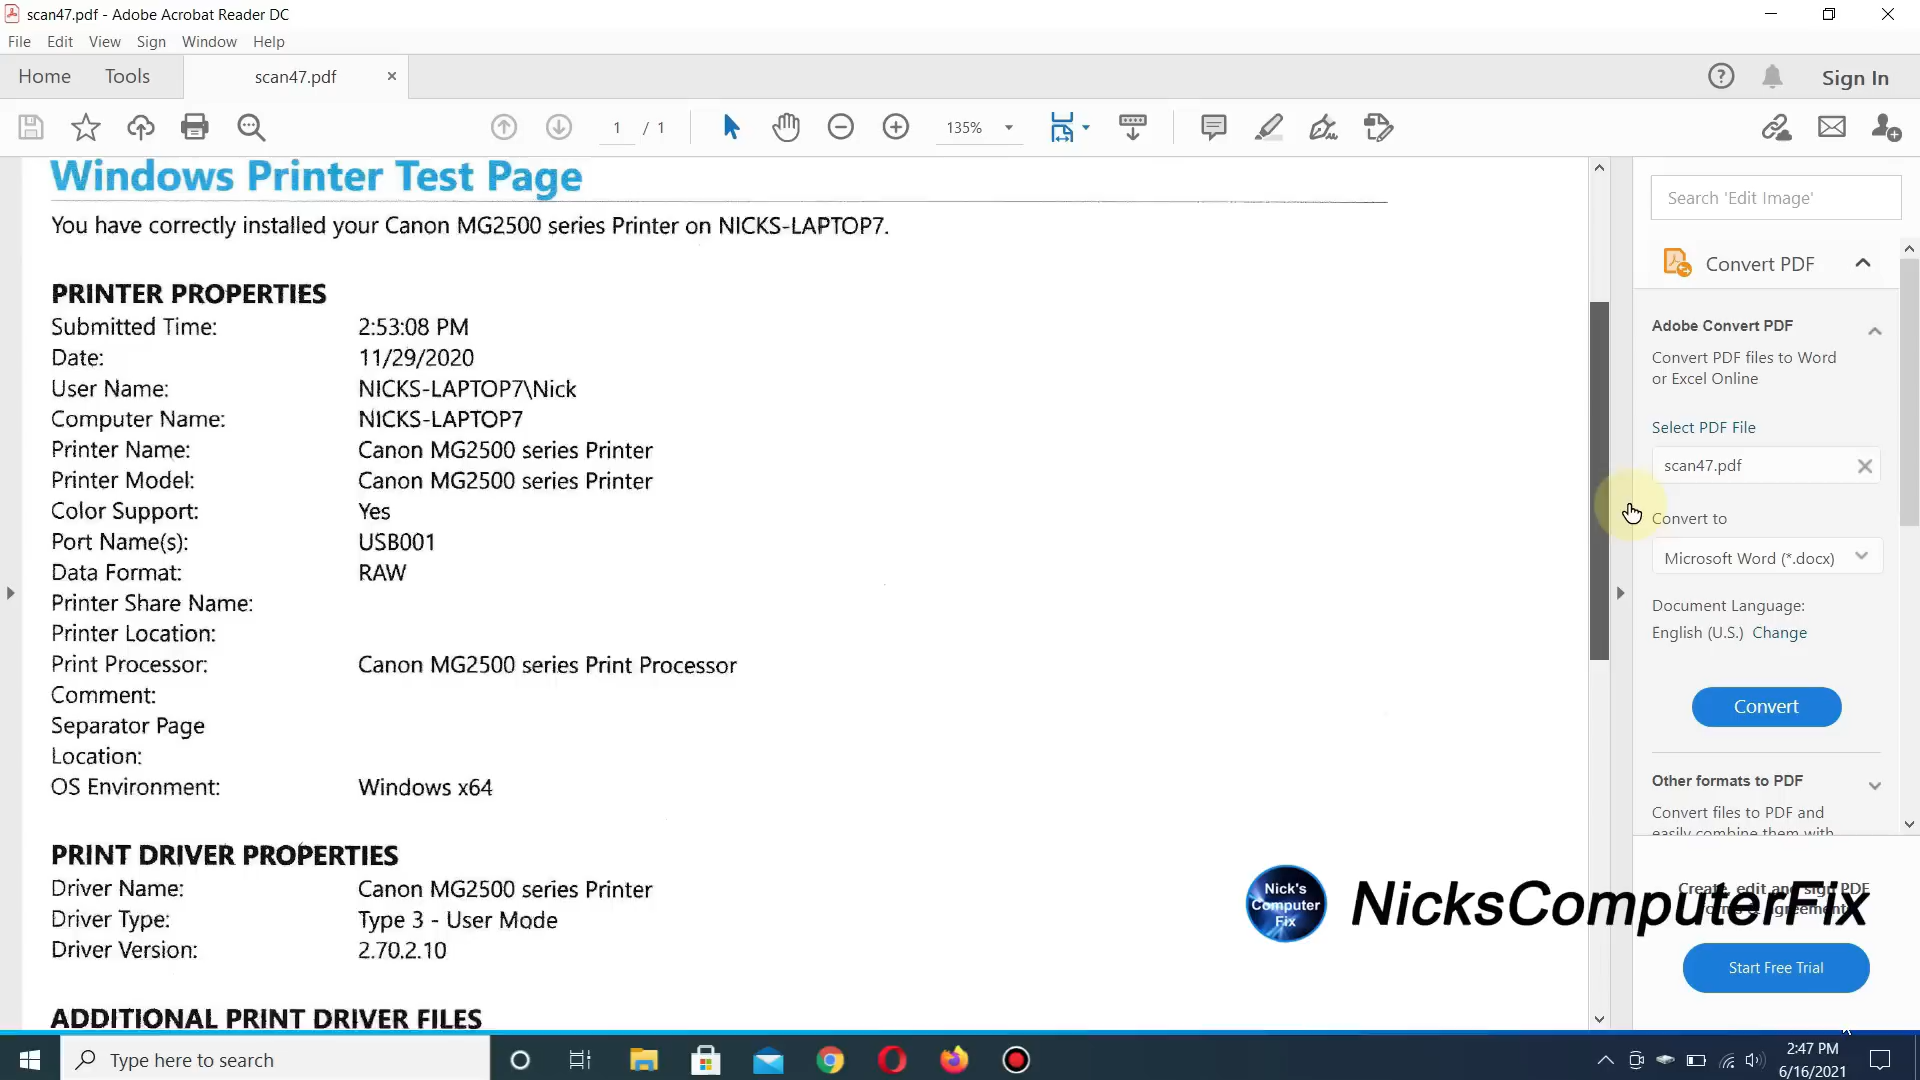 scan47.pdf - Adobe Acrobat Reader DC
File Edit View Sign Window Help
Home Tools scan47.pdf Sign In
1 / 1 135%
Windows Printer Test Page
You have correctly installed your Canon MG2500 series Printer on NICKS-LAPTOP7.
PRINTER PROPERTIES
Submitted Time: 2:53:08 PM
Date: 11/29/2020
User Name: NICKS-LAPTOP7\Nick
Computer Name: NICKS-LAPTOP7
Printer Name: Canon MG2500 series Printer
Printer Model: Canon MG2500 series Printer
Color Support: Yes
Port Name(s): USB001
Data Format: RAW
Printer Share Name:
Printer Location:
Print Processor: Canon MG2500 series Print Processor
Comment:
Separator Page
Location:
OS Environment: Windows x64
PRINT DRIVER PROPERTIES
Driver Name: Canon MG2500 series Printer
Driver Type: Type 3 - User Mode
Driver Version: 2.70.2.10
ADDITIONAL PRINT DRIVER FILES
Search 'Edit Image'
Convert PDF
Adobe Convert PDF
Convert PDF files to Word
or Excel Online
Select PDF File
scan47.pdf
Convert to
Microsoft Word (*.docx)
Document Language:
English (U.S.) Change
Convert
Other formats to PDF
Convert files to PDF and
easily combine them with
Create, edit and sign PDF
Nick's
Computer
Fix
NicksComputerFix
Start Free Trial
Type here to search
2:47 PM
6/16/2021